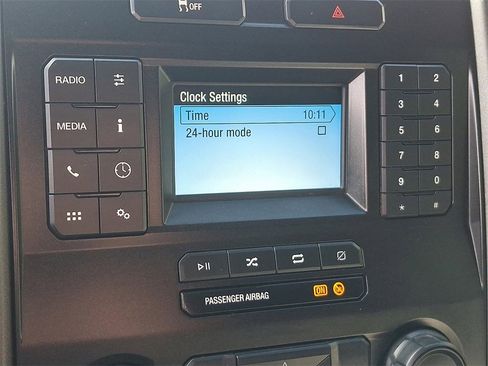 OFF
RADIO
MEDIA
i
Clock Settings
Time 10:11
24-hour mode
1 2
3 4
5 6
7 8
9 0
* #
PASSENGER AIRBAG ON